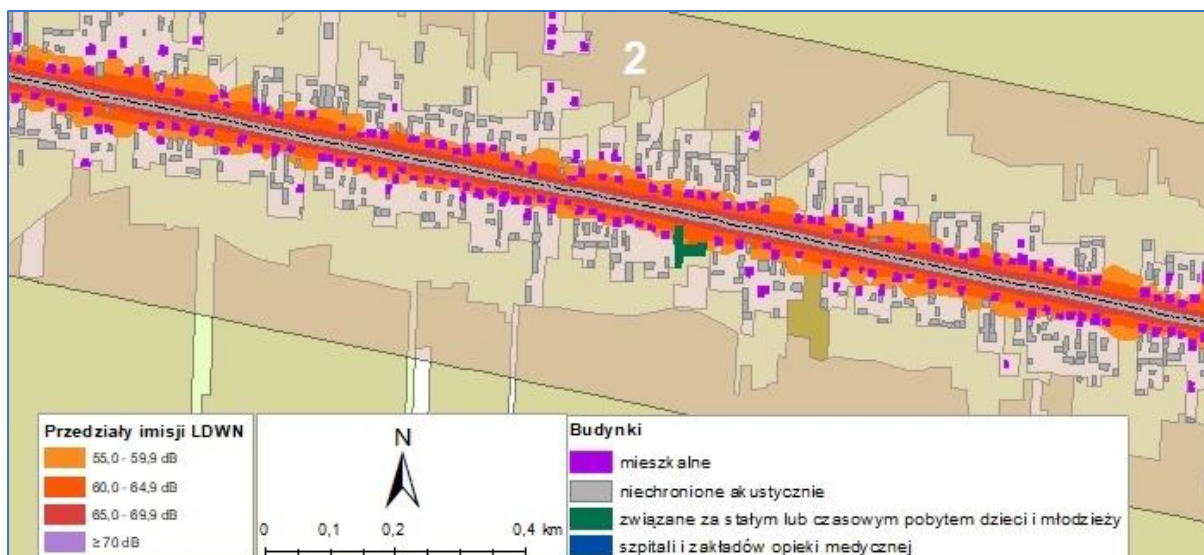 2
Przedziały imisji LDWN
55,0 - 59,9 dB
60,0 - 64,9 dB
65,0 - 69,9 dB
≥ 70 dB
N
0 0,1 0,2 0,4 km
Budynki
mieszkalne
niechronione akustycznie
związane za stałym lub czasowym pobytem dzieci i młodzieży
szpitali i zakładów opieki medycznej